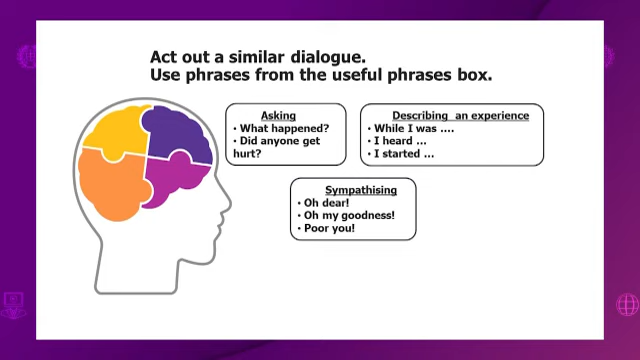 Act out a similar dialogue.
Use phrases from the useful phrases box.
Asking
• What happened?
• Did anyone get
hurt?
Describing an experience
• While I was ....
• I heard ...
• I started ...
Sympathising
• Oh dear!
• Oh my goodness!
• Poor you!